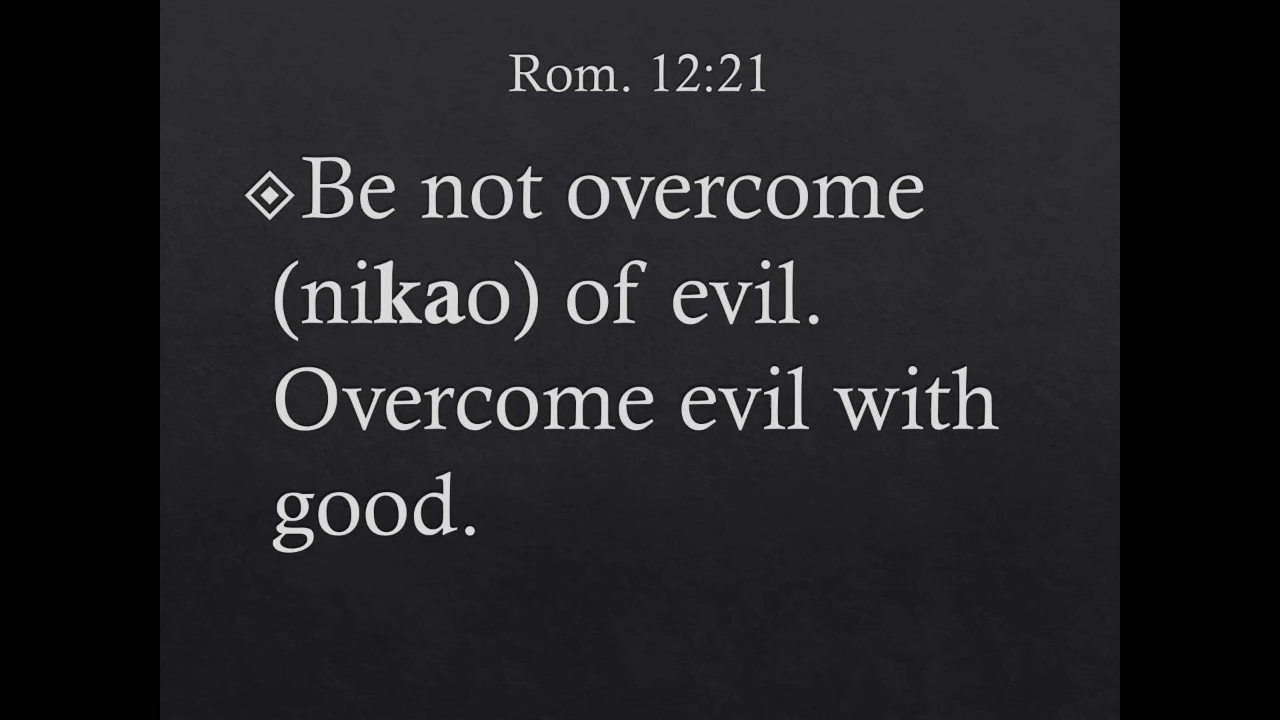 Rom. 12:21
Be not overcome
(nikao) of evil.
Overcome evil with
good.